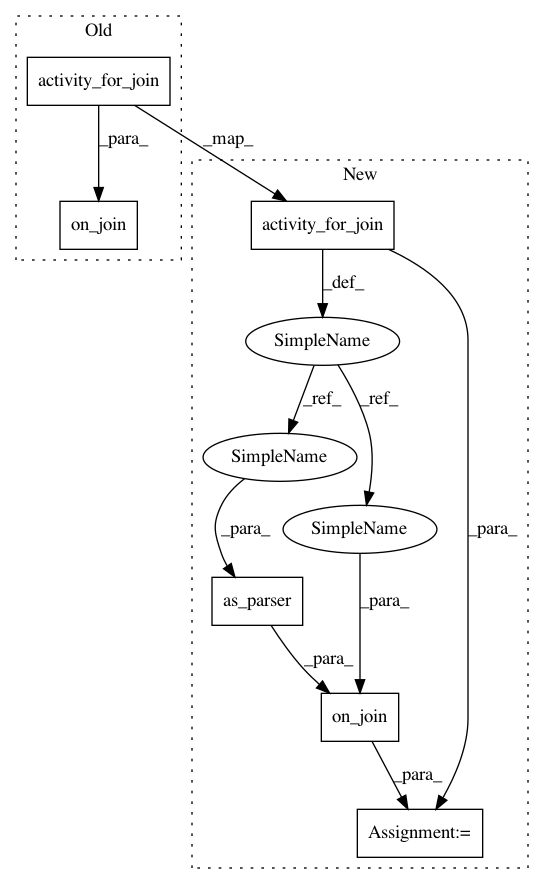 Old
activity_for_join
_para_
_map_
on_join
New
activity_for_join
_def_
SimpleName
_ref_
_ref_
SimpleName
SimpleName
_para_
_para_
_para_
as_parser
_para_
on_join
_para_
Assignment:=